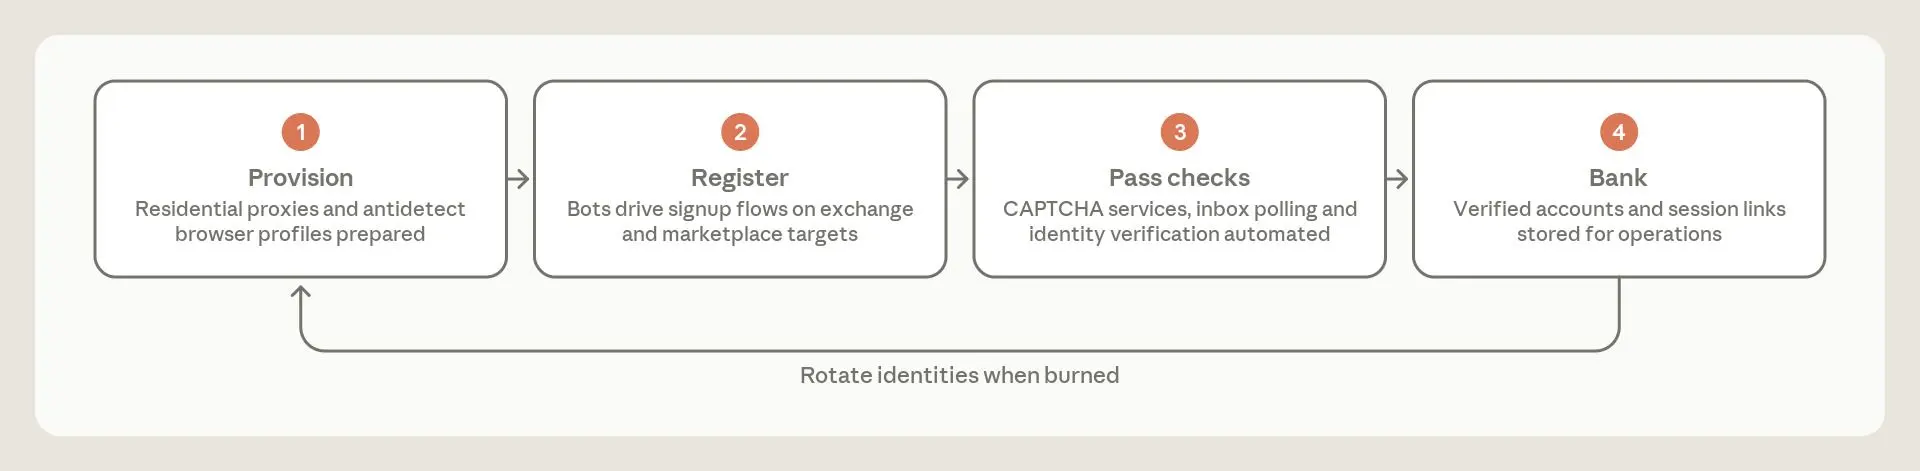 1
Provision
Residential proxies and antidetect
browser profiles prepared
2
Register
Bots drive signup flows on exchange
and marketplace targets
3
Pass checks
CAPTCHA services, inbox polling and
identity verification automated
4
Bank
Verified accounts and session links
stored for operations
Rotate identities when burned